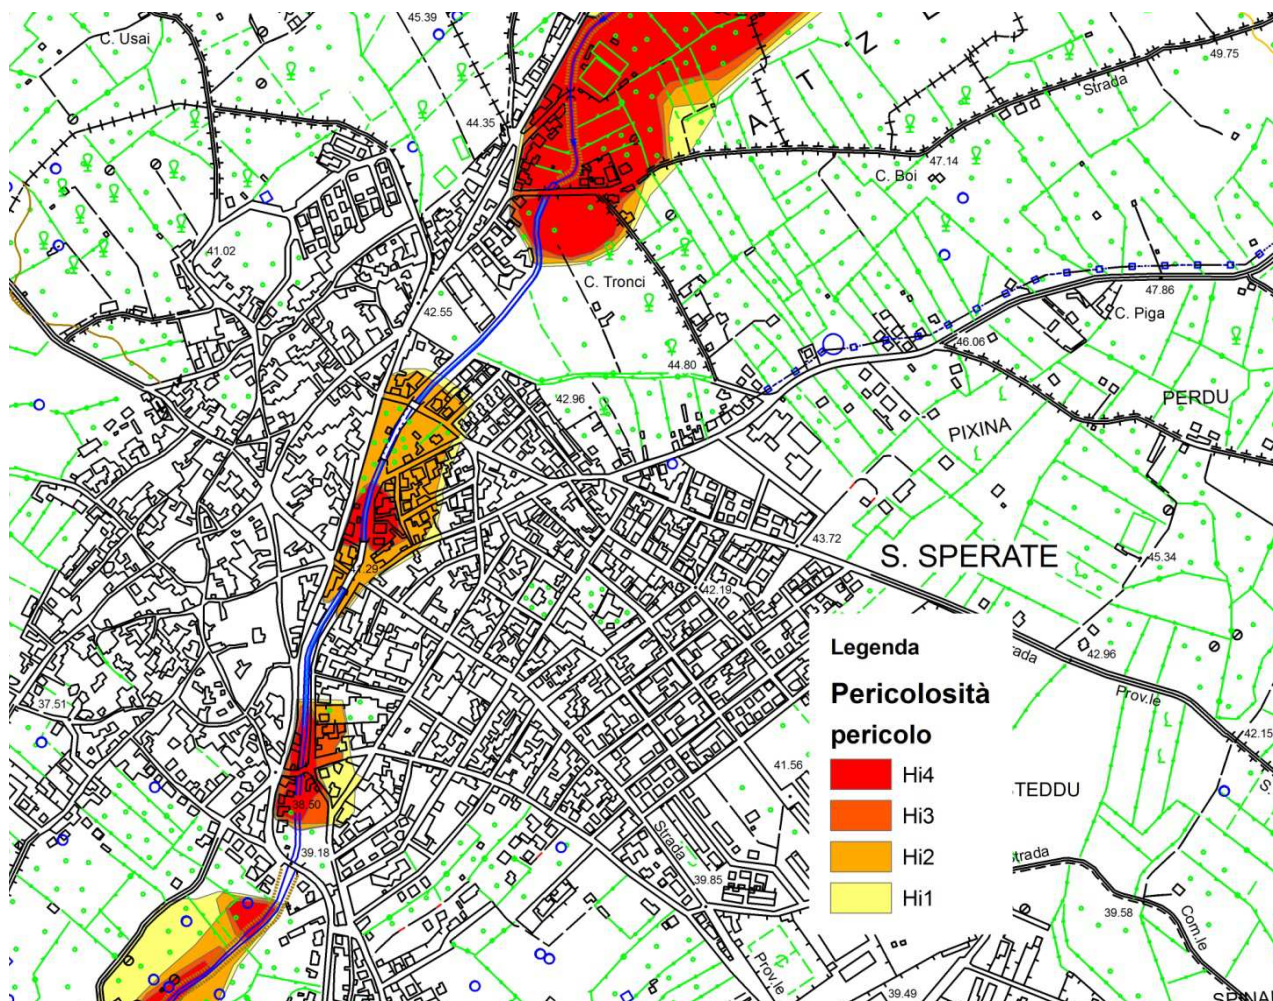 45.39
C. Usai
49.75
Z
Strada
T
44.35
A
47.14
C. Boi
41.02
C. Tronci
47.86
42.55
C. Piga
46.06
44.80
42.96
PERDU
PIXINA
43.72
45.34
S. SPERATE
42.19
Legenda
42.96
Prov.le
37.51
Pericolosità
pericolo
42.15
41.56
Hi4
TEDDU
38.50
Hi3
Strada
39.18
Hi2
trada
39.85
Hi1
39.58
Com.le
Prov.le
39.49